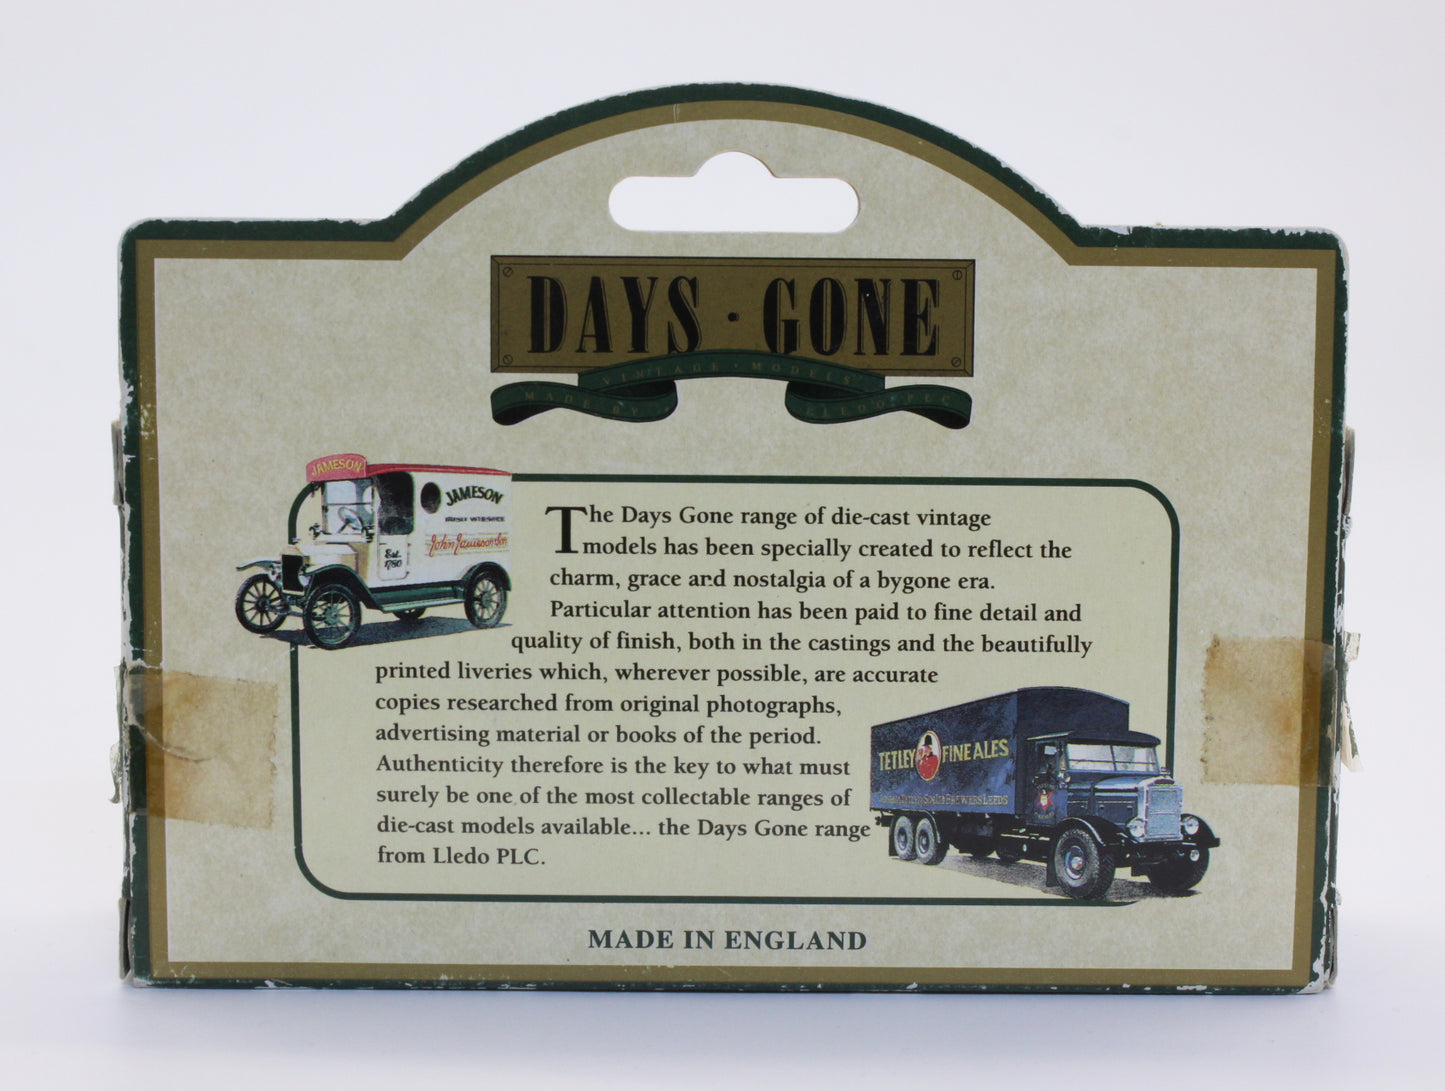 DAYS · GONE
VINTAGE · MODELS
MADE BY LLEDO PLC
JAMESON
JAMESON
IRISH WHISKEY
John Jameson & Son
Est.
1780
The Days Gone range of die-cast vintage
models has been specially created to reflect the
charm, grace and nostalgia of a bygone era.
Particular attention has been paid to fine detail and
quality of finish, both in the castings and the beautifully
printed liveries which, wherever possible, are accurate
copies researched from original photographs,
advertising material or books of the period.
Authenticity therefore is the key to what must
surely be one of the most collectable ranges of
die-cast models available... the Days Gone range
from Lledo PLC.
TETLEY FINE ALES
BREWERS LEEDS
MADE IN ENGLAND